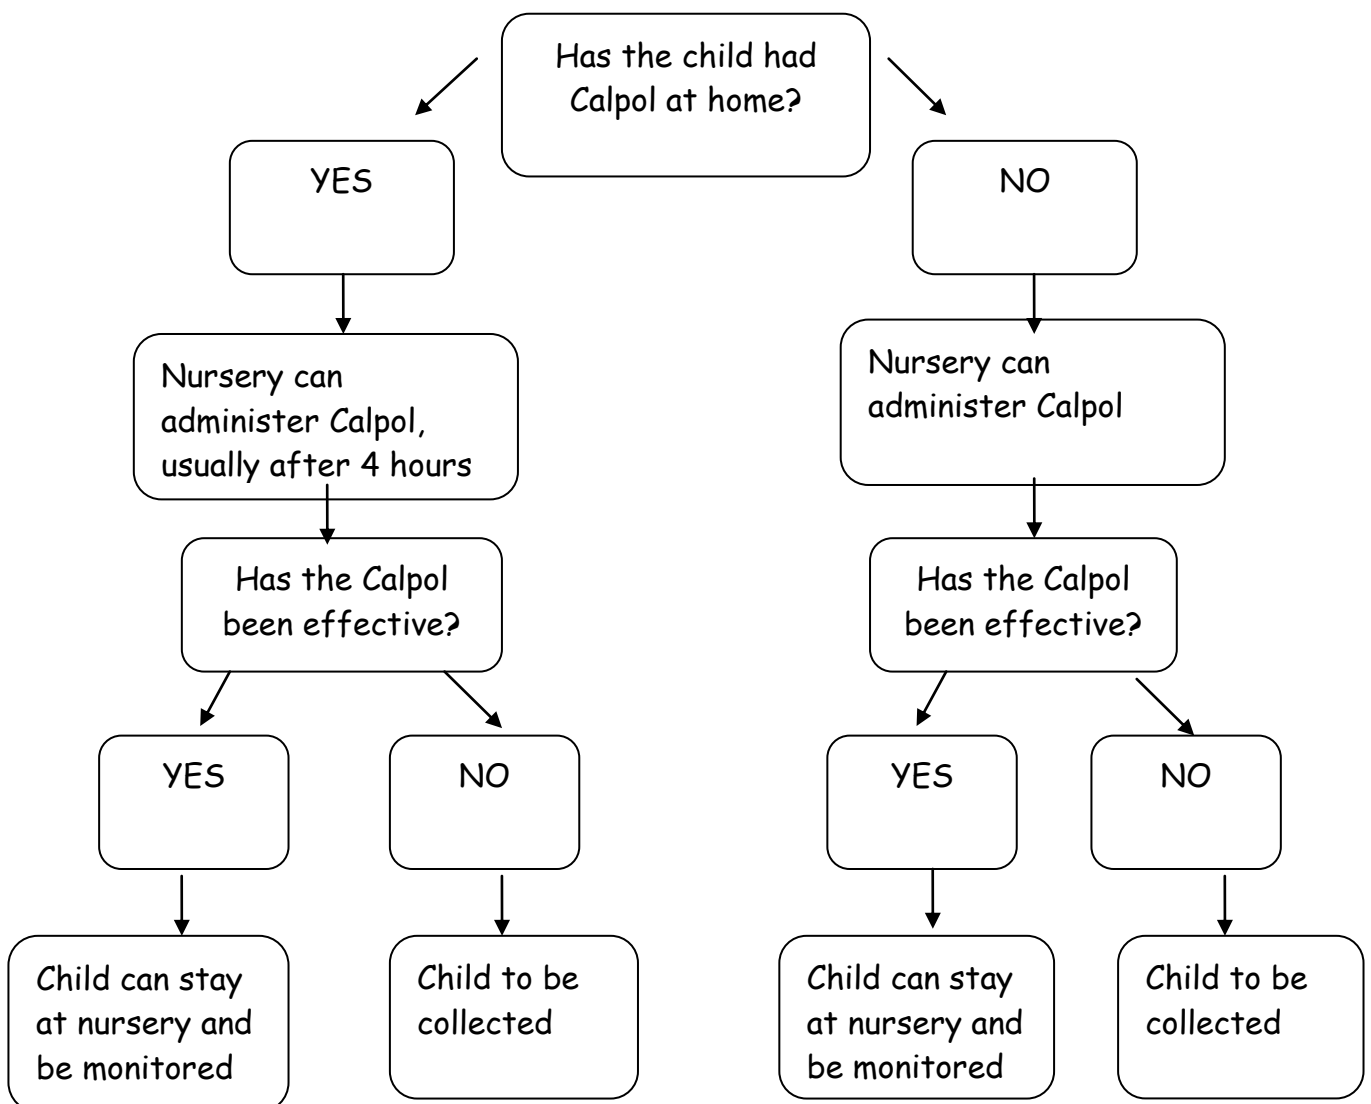 Has the child had
Calpol at home?
YES
NO
Nursery can
administer Calpol,
usually after 4 hours
Nursery can
administer Calpol
Has the Calpol
been effective?
Has the Calpol
been effective?
YES
NO
YES
NO
Child can stay
at nursery and
be monitored
Child to be
collected
Child can stay
at nursery and
be monitored
Child to be
collected